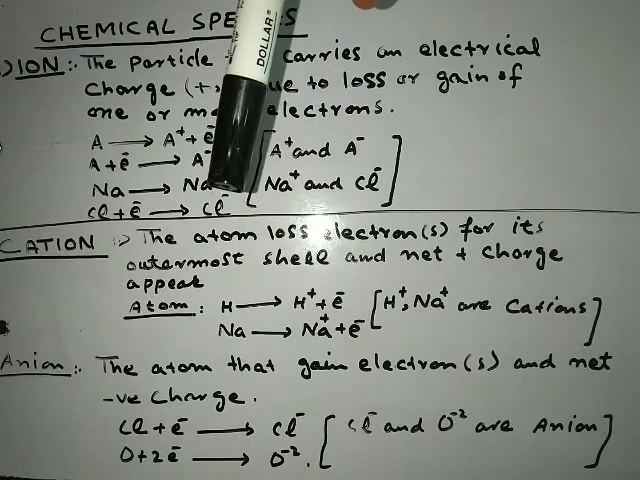 CHEMICAL SPE S
ION :- The Particle carries an electrical
charge (+, ue to loss or gain of
one or mo electrons.
A → A⁺ + ē
A + ē → A⁻ [A⁺ and A⁻
Na → Na Na⁺ and Cl⁻]
Cl + ē → Cl⁻
DOLLAR
CATION :- The atom loss electron(s) for its
outermost shell and net + charge
appear
Atom : H → H⁺ + ē [H⁺, Na⁺ are Cations]
Na → Na⁺ + ē
Anion :. The atom that gain electron(s) and net
-ve charge.
Cl + ē → Cl⁻ [Cl⁻ and O⁻² are Anion]
O + 2ē → O⁻².